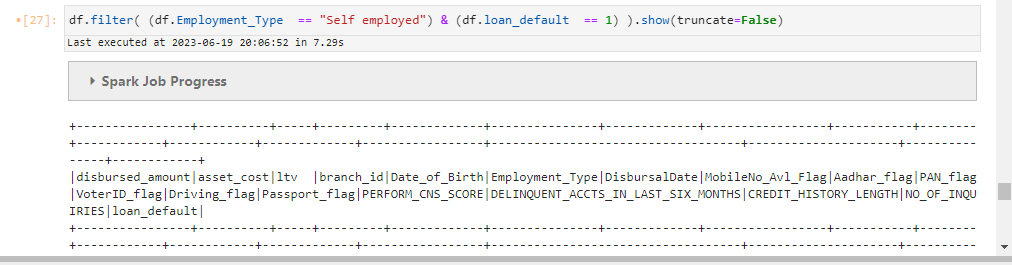 [27]: df.filter( (df.Employment_Type  == "Self employed") & (df.loan_default  == 1) ).show(truncate=False)
Last executed at 2023-06-19 20:06:52 in 7.29s
Spark Job Progress
+---------------+----------+-----+---------+-------------+---------------+-------------+-----------------+-----------+--------
+------------+------------+-------------+-----------------+-----------------------------------+---------------------+----------
-----+------------+
|disbursed_amount|asset_cost|ltv  |branch_id|Date_of_Birth|Employment_Type|DisbursalDate|MobileNo_Avl_Flag|Aadhar_flag|PAN_flag
|VoterID_flag|Driving_flag|Passport_flag|PERFORM_CNS_SCORE|DELINQUENT_ACCTS_IN_LAST_SIX_MONTHS|CREDIT_HISTORY_LENGTH|NO_OF_INQU
IRIES|loan_default|
+---------------+----------+-----+---------+-------------+---------------+-------------+-----------------+-----------+--------
+------------+------------+-------------+-----------------+-----------------------------------+---------------------+----------